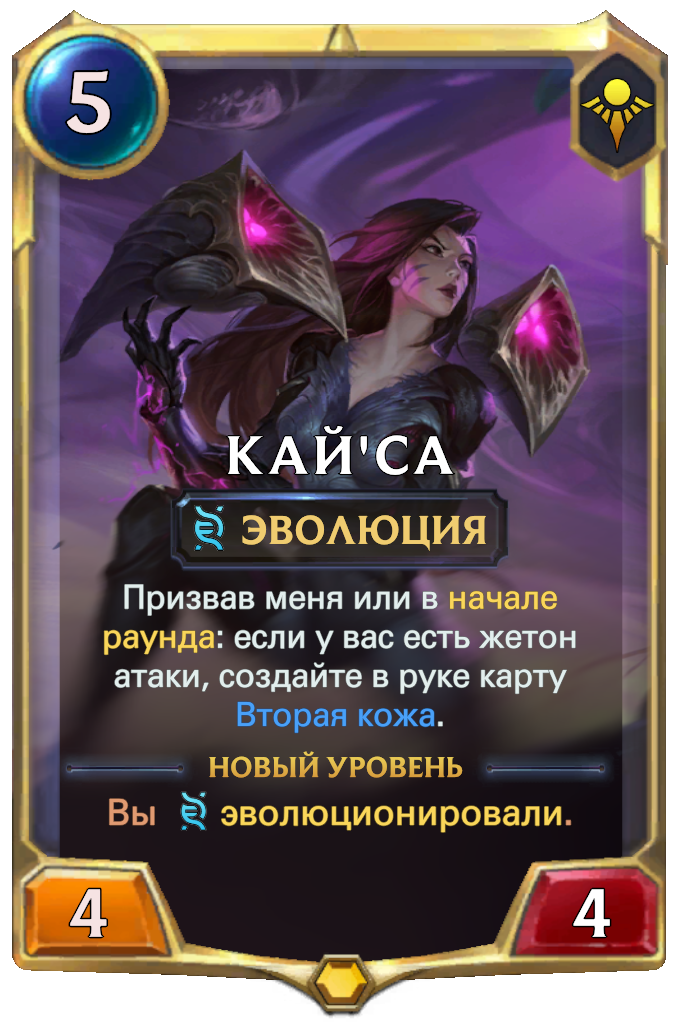 5
КАЙ'СА
ЭВОЛЮЦИЯ
Призвав меня или в начале
раунда: если у вас есть жетон
атаки, создайте в руке карту
Вторая кожа.
НОВЫЙ УРОВЕНЬ
Вы эволюционировали.
4
4